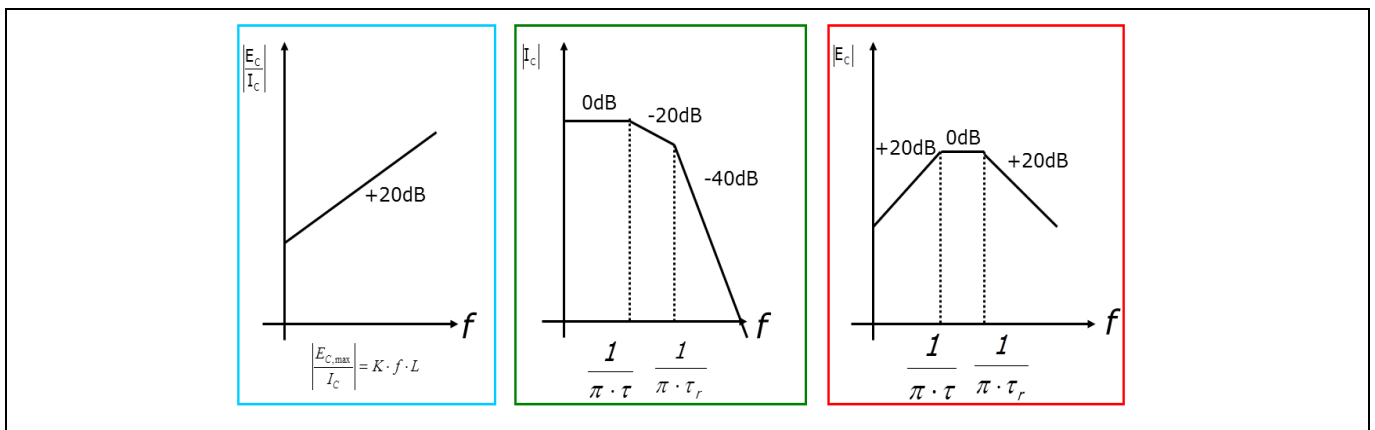 |E_C / I_C|
+20dB
f
|E_{C,max} / I_C| = K · f · L
|I_C|
0dB
-20dB
-40dB
f
1 / (π · τ)
1 / (π · τ_r)
|E_C|
+20dB
0dB
+20dB
f
1 / (π · τ)
1 / (π · τ_r)